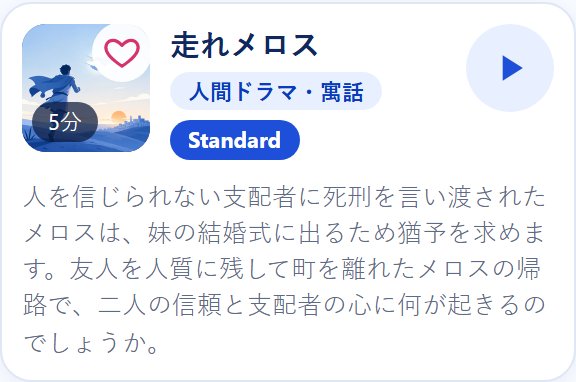 走れメロス
人間ドラマ・寓話
5分
Standard
人を信じられない支配者に死刑を言い渡された
メロスは、妹の結婚式に出るため猶予を求めま
す。友人を人質に残して町を離れたメロスの帰
路で、二人の信頼と支配者の心に何が起きるの
でしょうか。